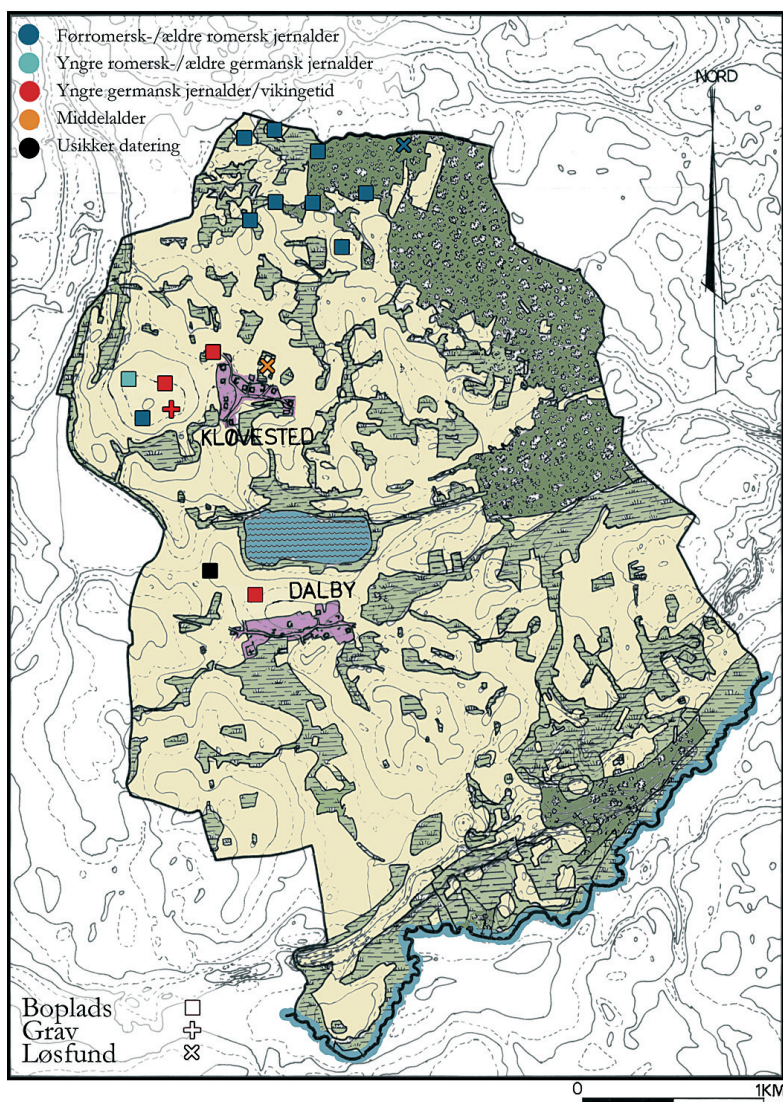 Førromersk-/ældre romersk jernalder
Yngre romersk-/ældre germansk jernalder
Yngre germansk jernalder/vikingetid
Middelalder
Usikker datering
NORD
KLØVESTED
DALBY
Boplads
Grav
Løsfund
0 1KM